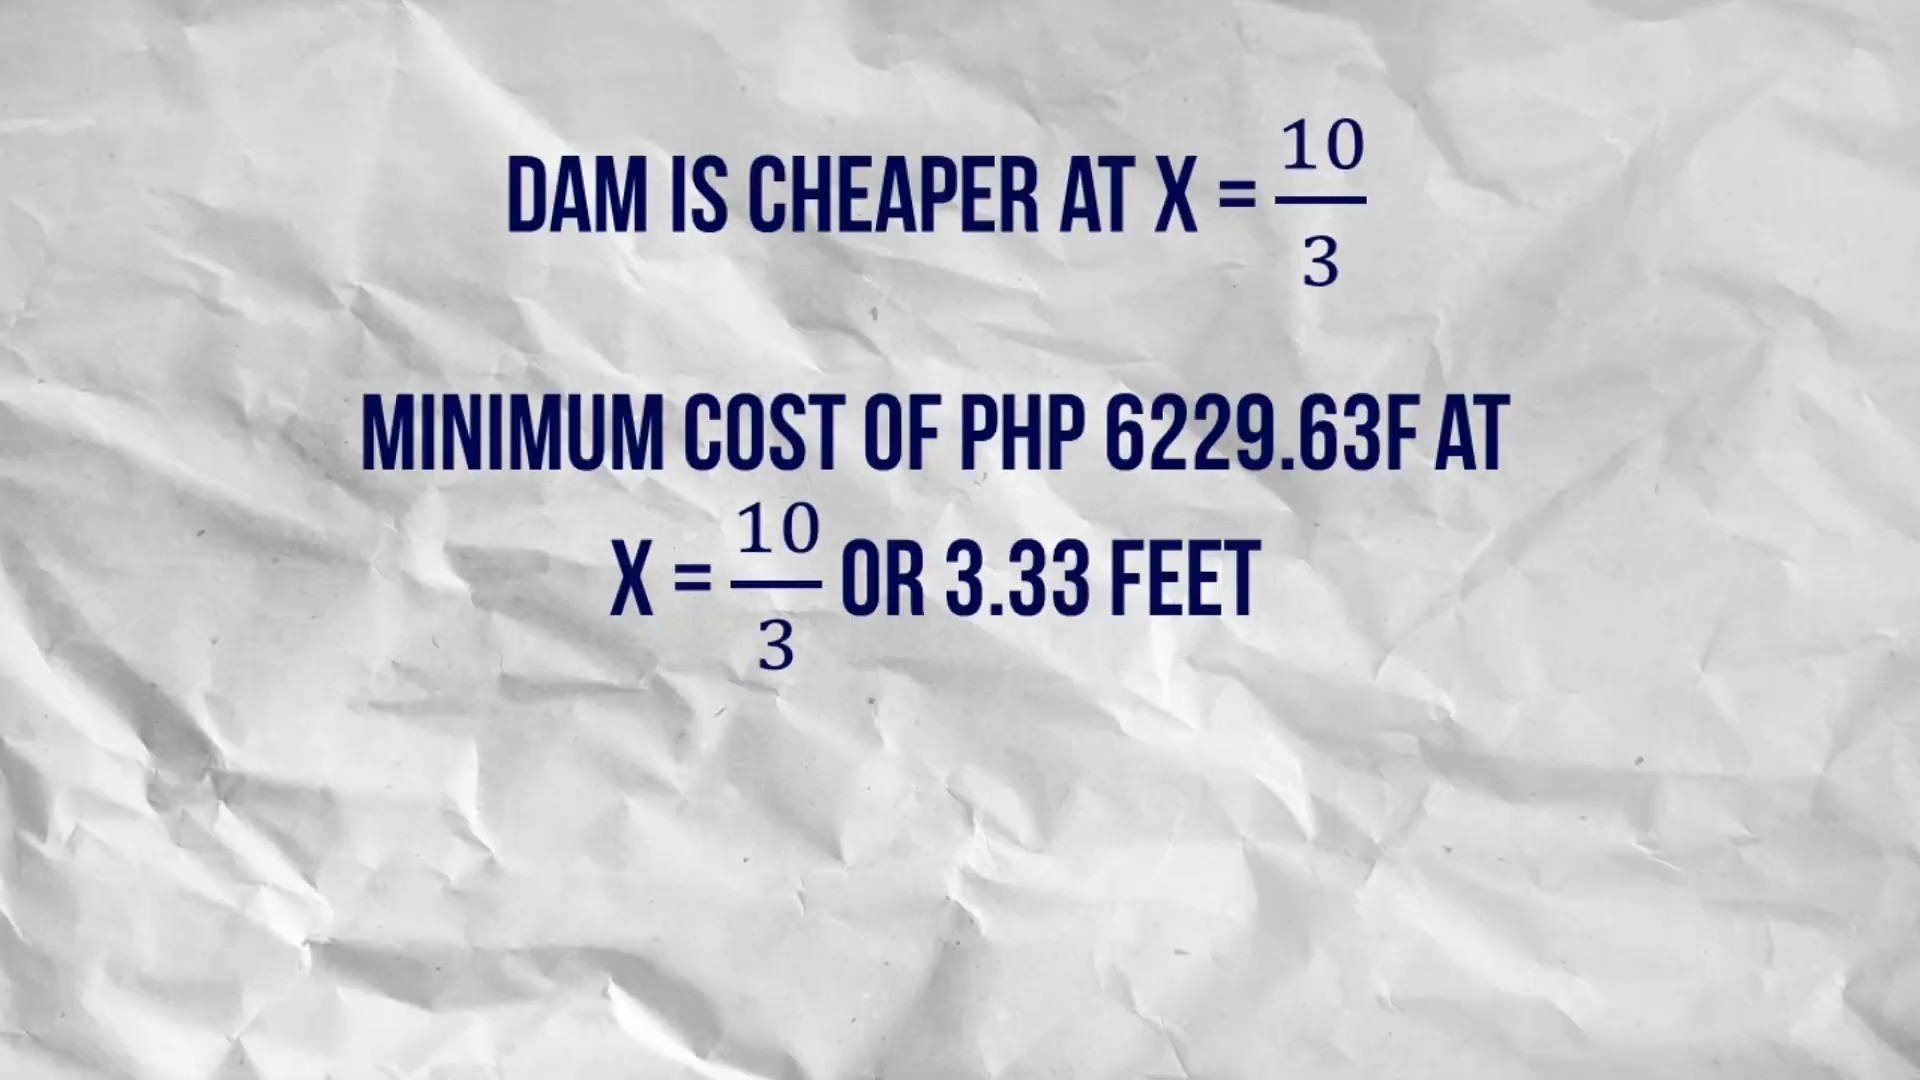 DAM IS CHEAPER AT X = 10/3
MINIMUM COST OF PHP 6229.63F AT
X = 10/3 OR 3.33 FEET